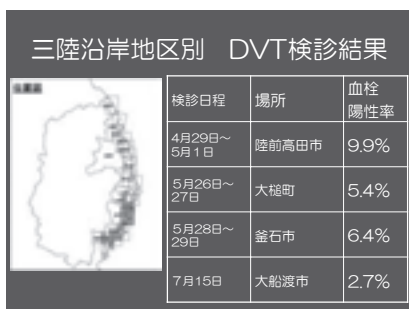 三陸沿岸地区別 DVT検診結果
検診日程 場所 血栓
陽性率
4月29日～
5月1日 陸前高田市 9.9%
5月26日～
27日 大槌町 5.4%
5月28日～
29日 釜石市 6.4%
7月15日 大船渡市 2.7%